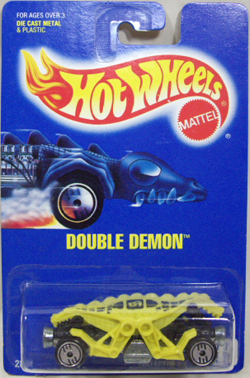 FOR AGES OVER 3
DIE CAST METAL
& PLASTIC.
HOT WHEELS
MATTEL
DOUBLE DEMON™